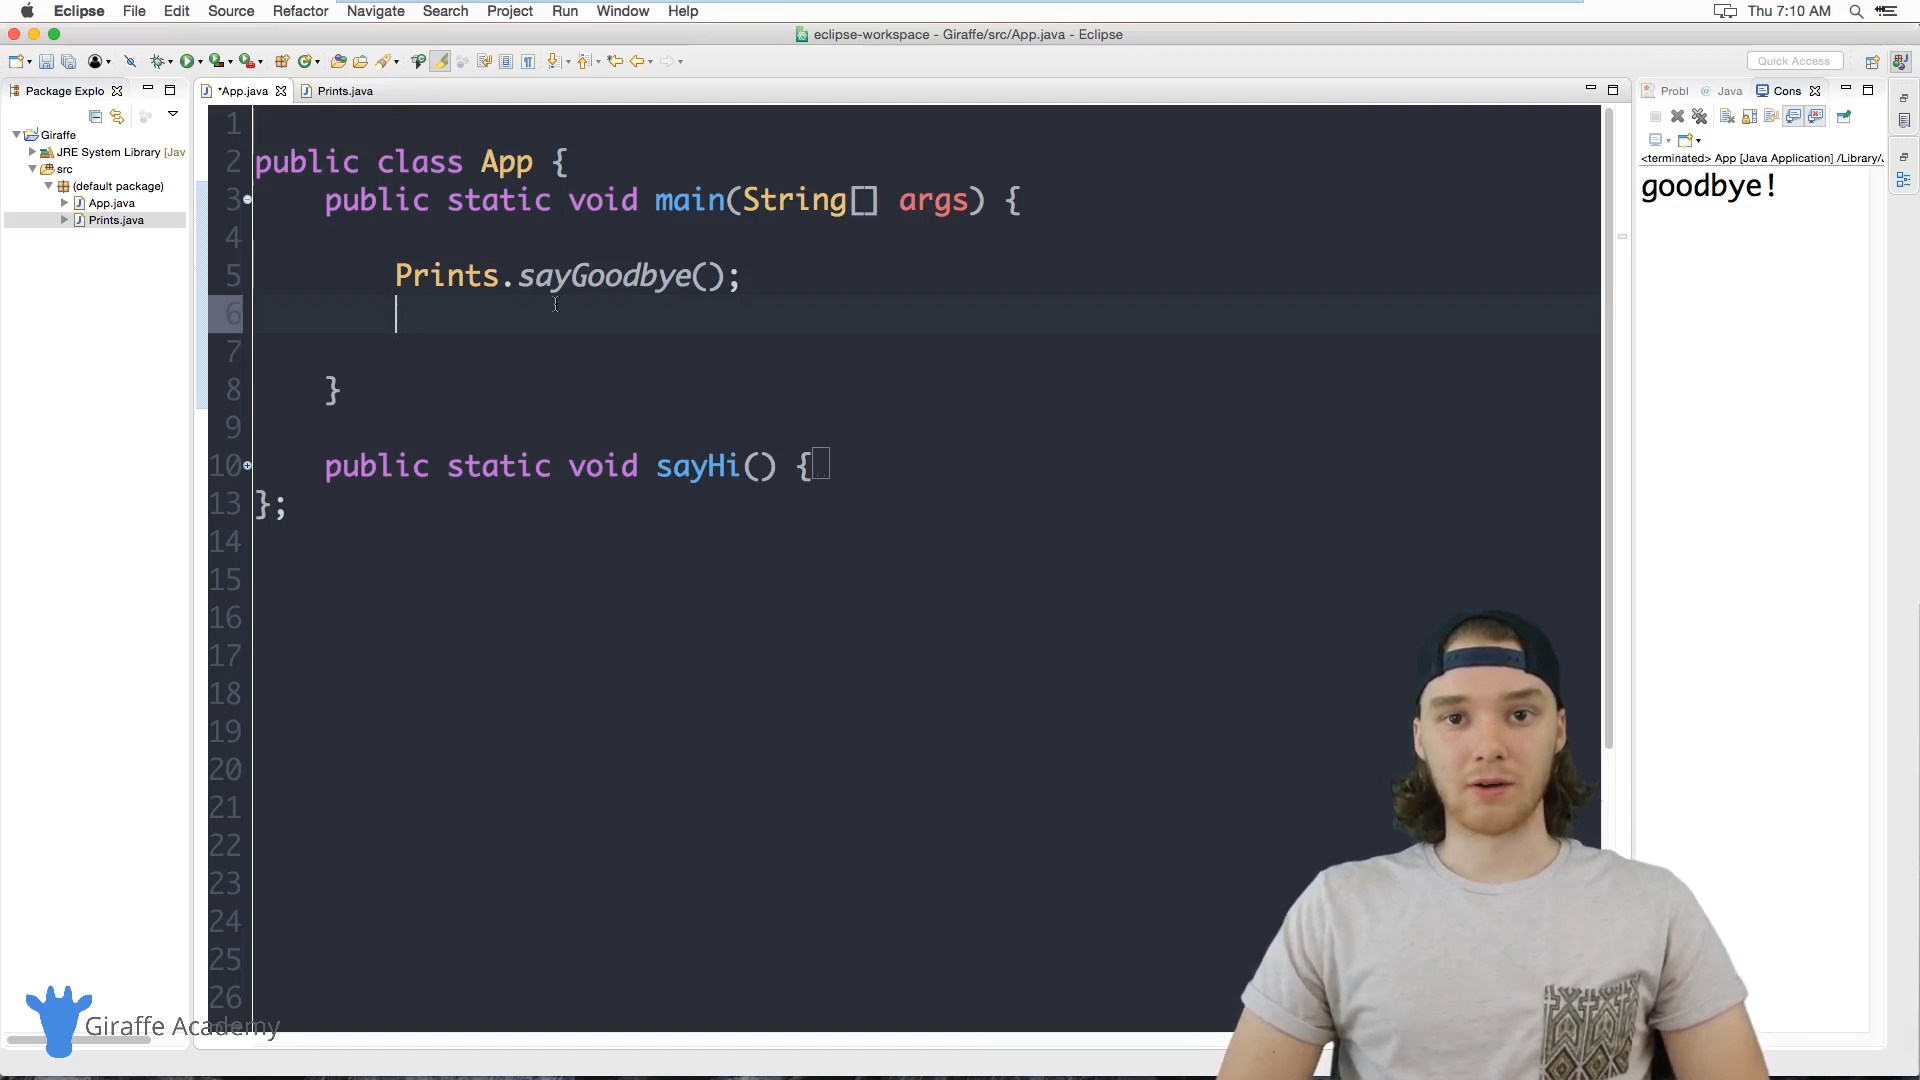 Eclipse File Edit Source Refactor Navigate Search Project Run Window Help Thu 7:10 AM
eclipse-workspace - Giraffe/src/App.java - Eclipse
Quick Access
Package Explo
*App.java
Prints.java
Probl
Java
Cons
Giraffe
JRE System Library [Jav
src
(default package)
App.java
Prints.java
1
2 public class App {
3 public static void main(String[] args) {
4
5 Prints.sayGoodbye();
6
7
8 }
9
10 public static void sayHi() {
13 };
14
15
16
17
18
19
20
21
22
23
24
25
26
<terminated> App [Java Application] /Library/
goodbye!
Giraffe Academy